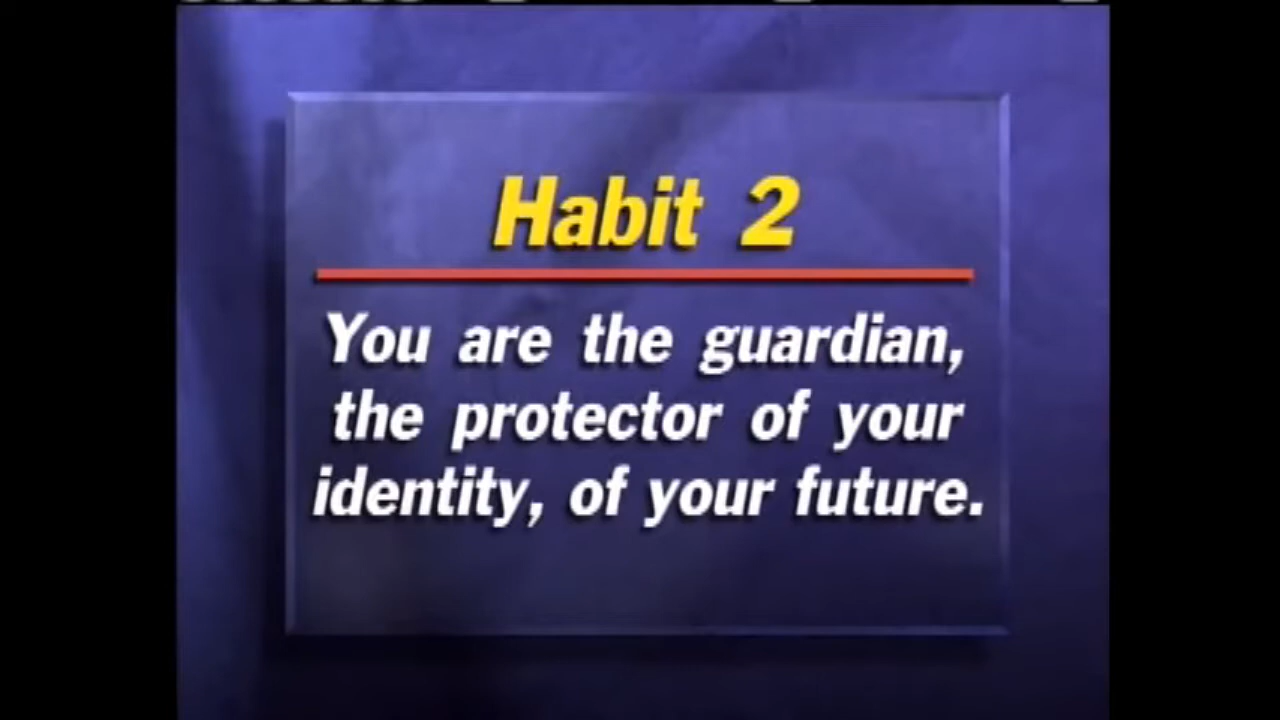 Habit 2
You are the guardian,
the protector of your
identity, of your future.